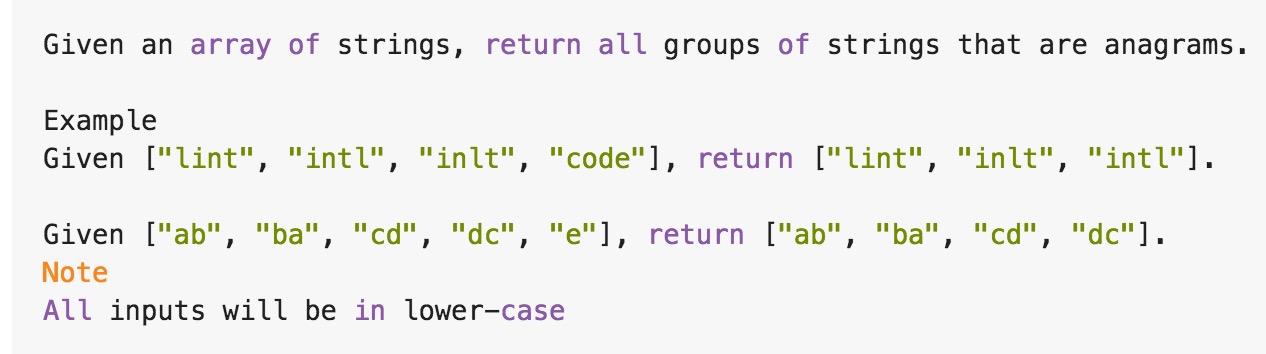 Given an array of strings, return all groups of strings that are anagrams.
Example
Given ["lint", "intl", "inlt", "code"], return ["lint", "inlt", "intl"].
Given ["ab", "ba", "cd", "dc", "e"], return ["ab", "ba", "cd", "dc"].
Note
All inputs will be in lower-case